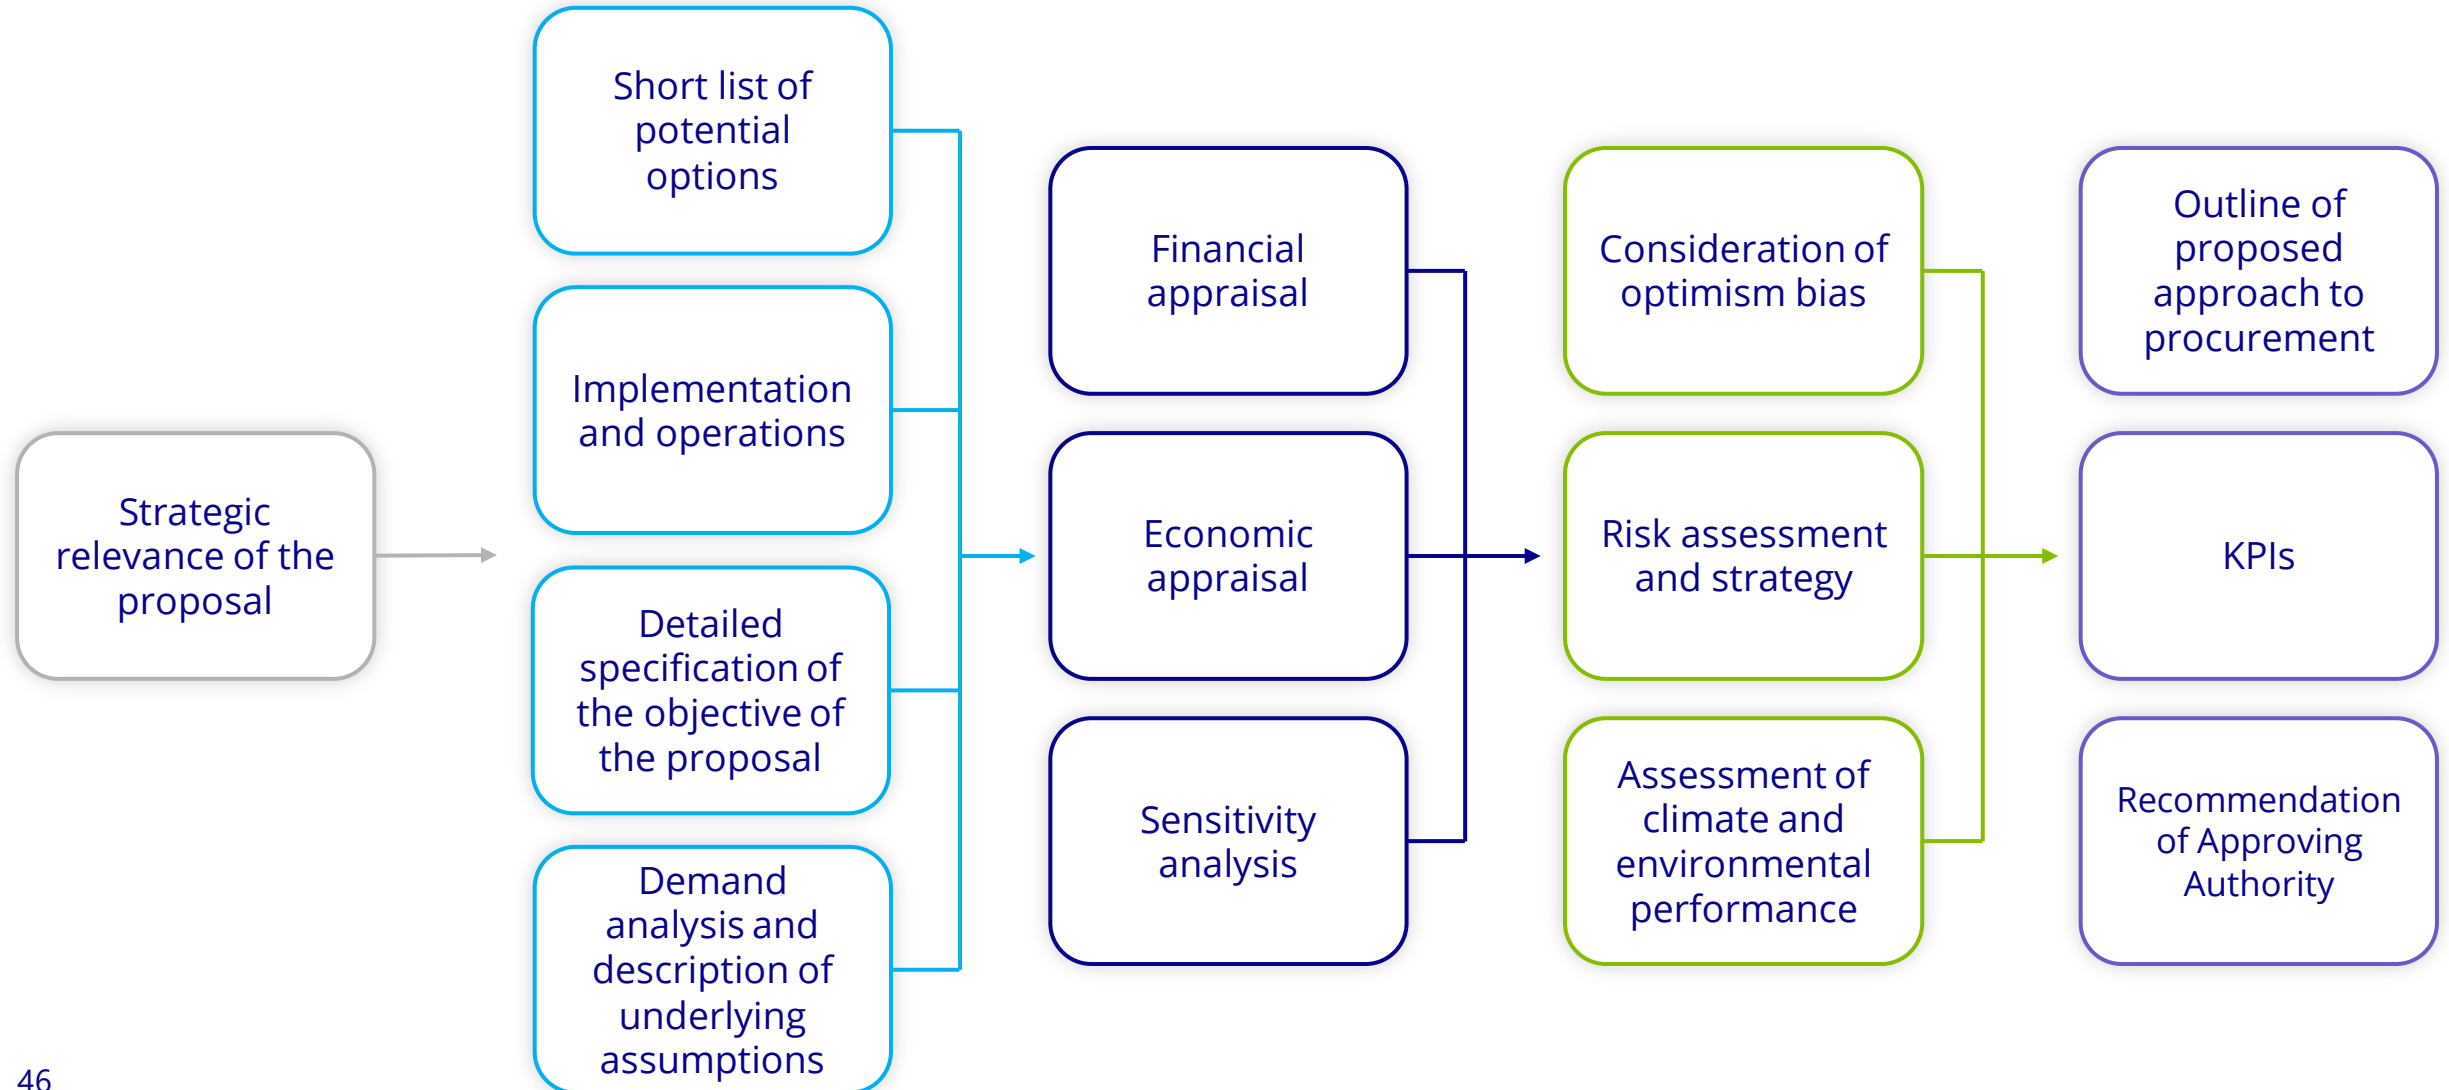 Strategic
relevance of the
proposal
Short list of
potential
options
Implementation
and operations
Detailed
specification of
the objective of
the proposal
Demand
analysis and
description of
underlying
assumptions
Financial
appraisal
Economic
appraisal
Sensitivity
analysis
Consideration of
optimism bias
Risk assessment
and strategy
Assessment of
climate and
environmental
performance
Outline of
proposed
approach to
procurement
KPIs
Recommendation
of Approving
Authority
46